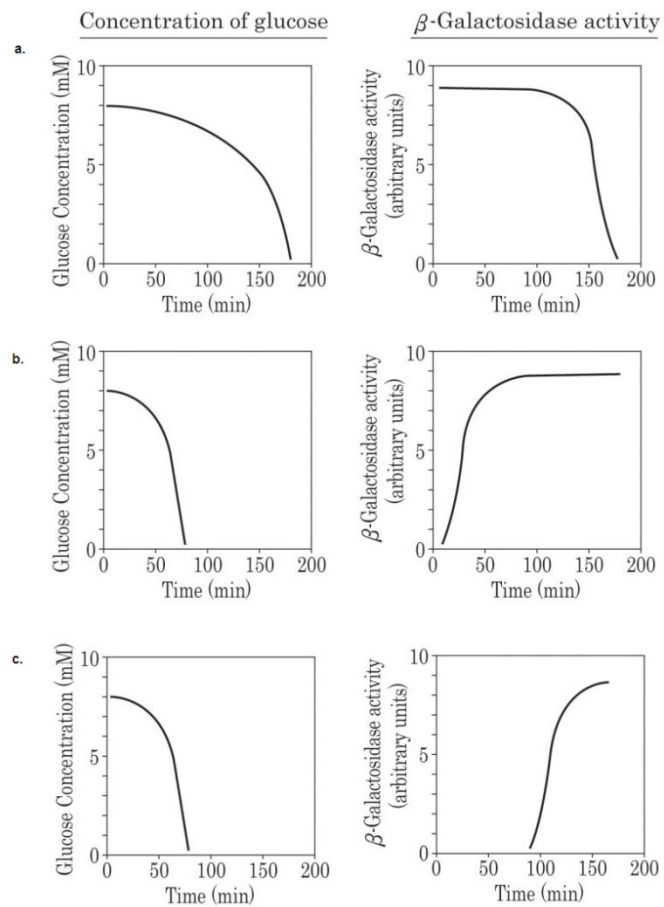 Concentration of glucose
β-Galactosidase activity
a.
Glucose Concentration (mM)
10
5
0
0 50 100 150 200
Time (min)
β-Galactosidase activity
(arbitrary units)
10
5
0
0 50 100 150 200
Time (min)
b.
Glucose Concentration (mM)
10
5
0
0 50 100 150 200
Time (min)
β-Galactosidase activity
(arbitrary units)
10
5
0
0 50 100 150 200
Time (min)
c.
Glucose Concentration (mM)
10
5
0
0 50 100 150 200
Time (min)
β-Galactosidase activity
(arbitrary units)
10
5
0
0 50 100 150 200
Time (min)